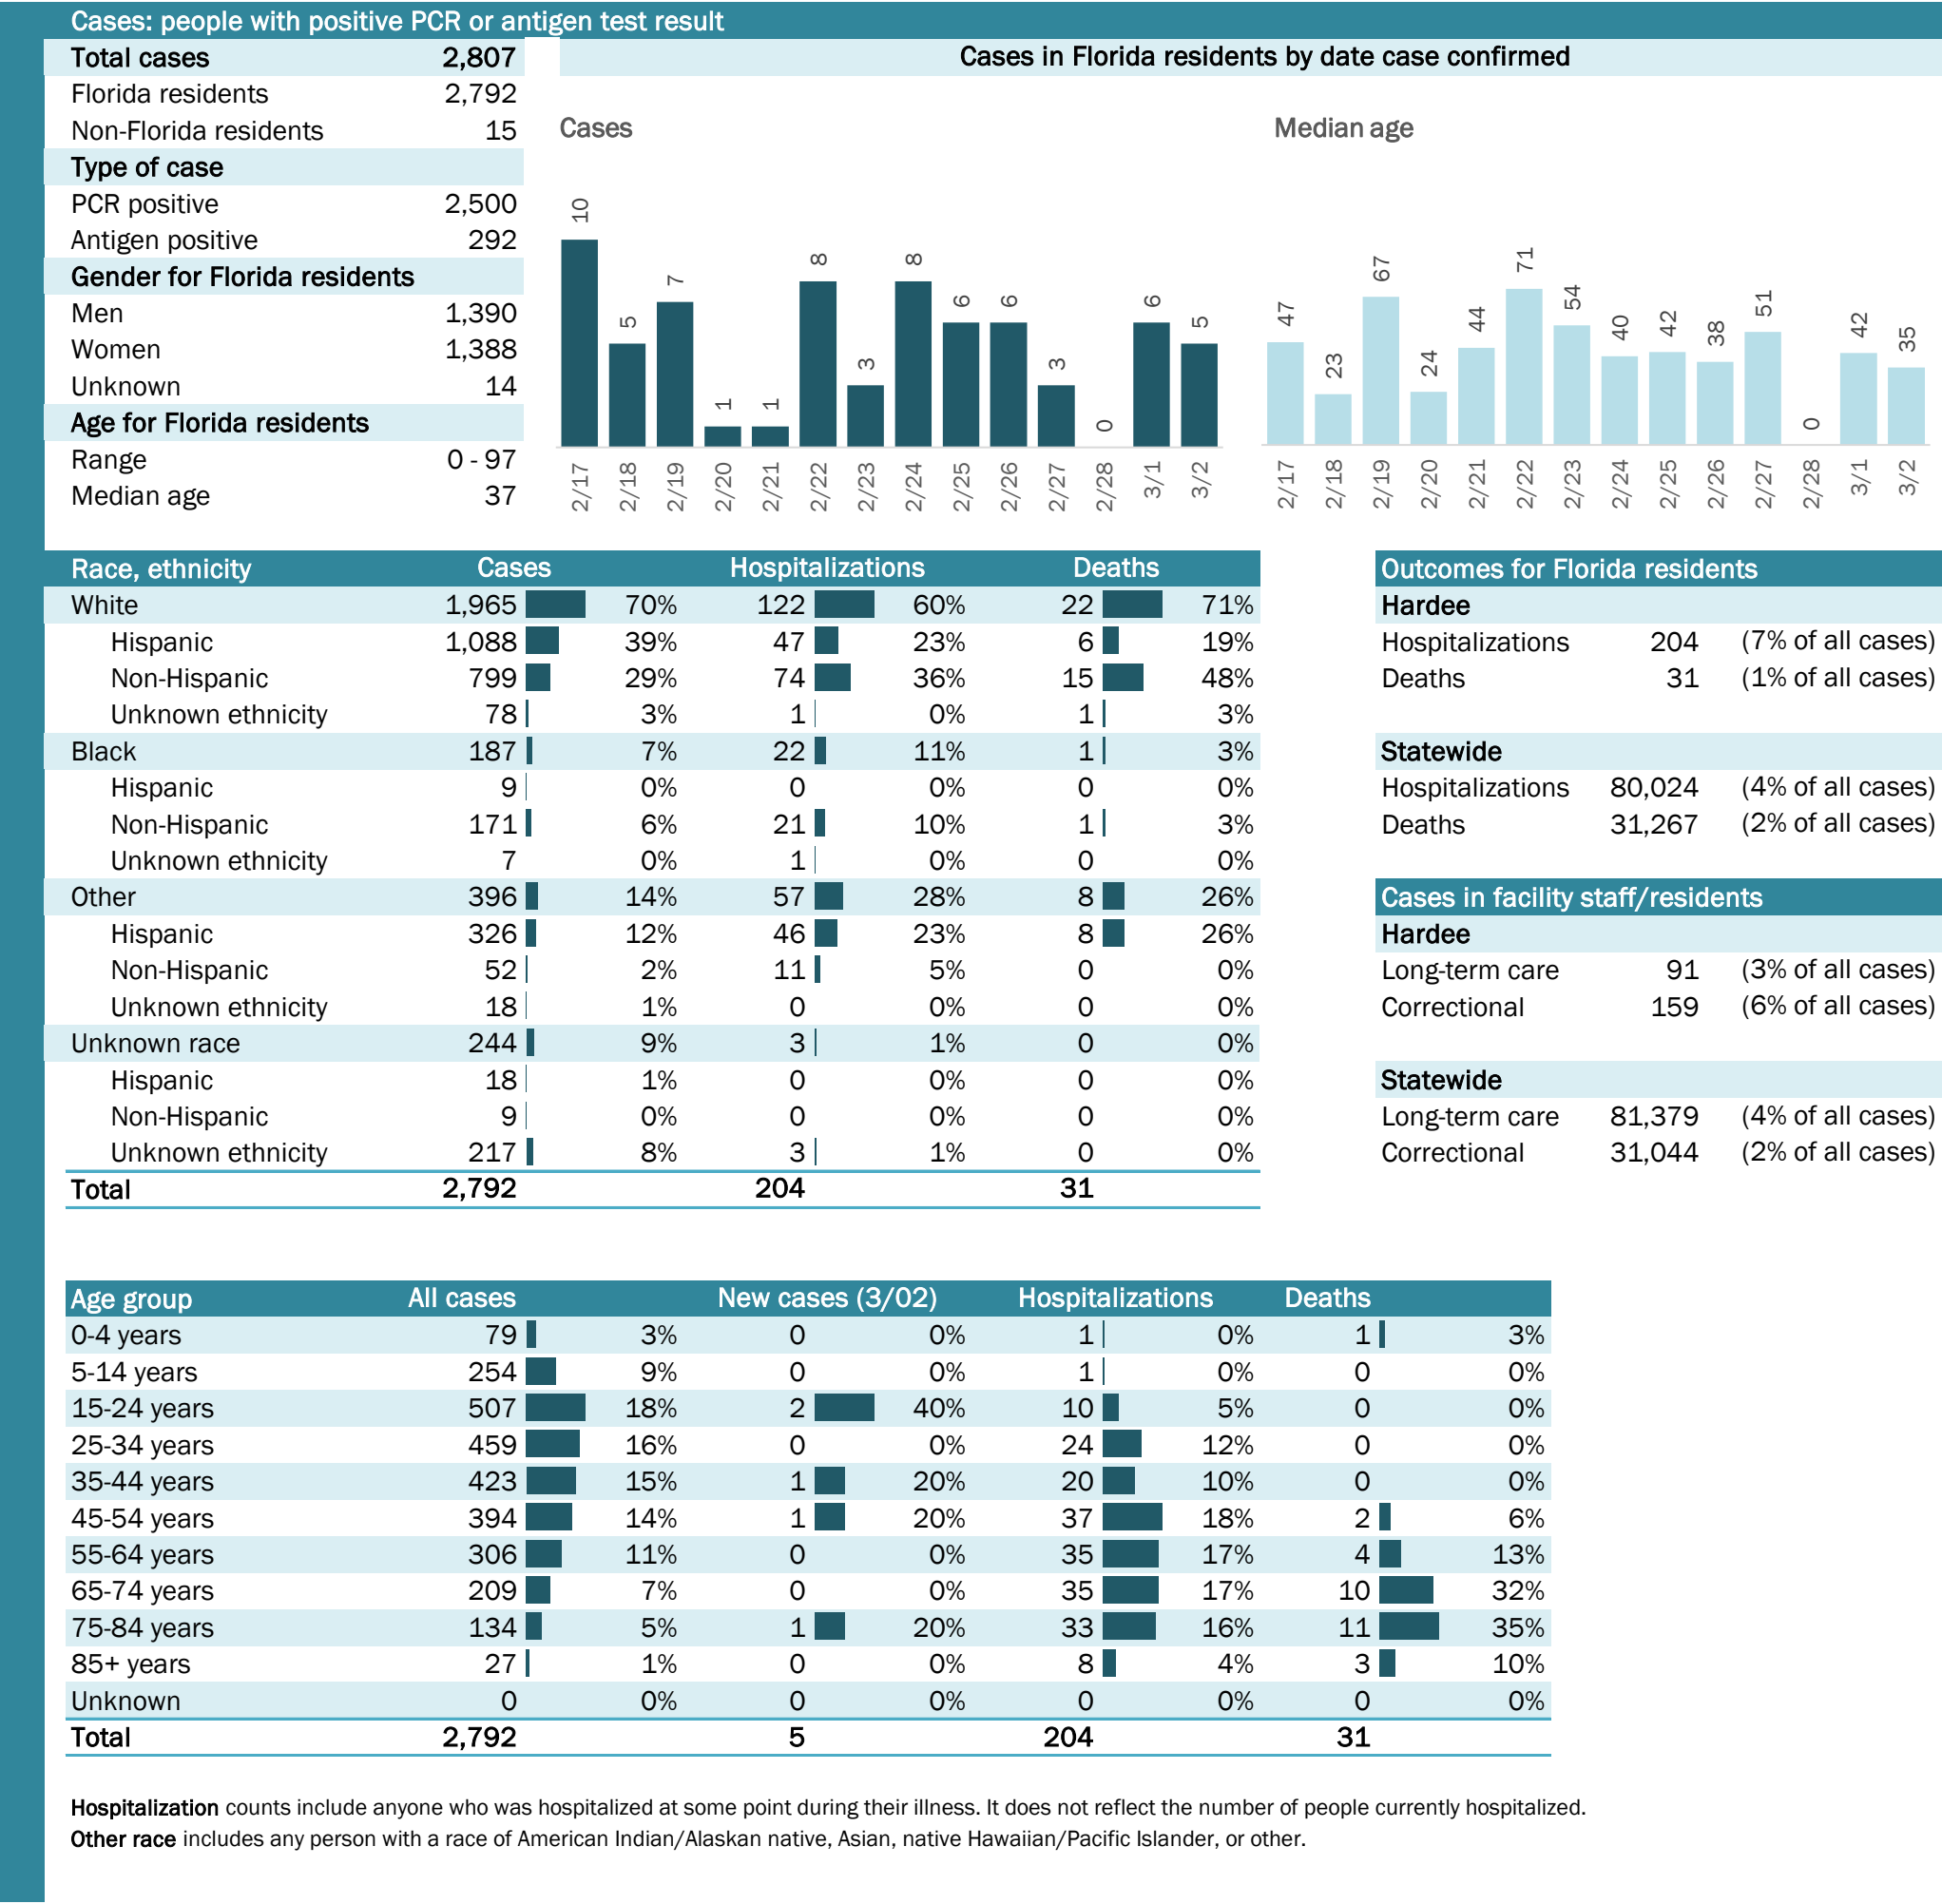 Cases: people with positive PCR or antigen test result
Total cases 2,807
Florida residents 2,792
Non-Florida residents 15
Type of case
PCR positive 2,500
Antigen positive 292
Gender for Florida residents
Men 1,390
Women 1,388
Unknown 14
Age for Florida residents
Range 0 - 97
Median age 37
Cases in Florida residents by date case confirmed
Cases
10 5 7 1 1 8 3 8 6 6 3 0 6 5
2/17 2/18 2/19 2/20 2/21 2/22 2/23 2/24 2/25 2/26 2/27 2/28 3/1 3/2
Median age
47 23 67 24 44 71 54 40 42 38 51 0 42 35
2/17 2/18 2/19 2/20 2/21 2/22 2/23 2/24 2/25 2/26 2/27 2/28 3/1 3/2
Race, ethnicity Cases Hospitalizations Deaths
White 1,965 70% 122 60% 22 71%
Hispanic 1,088 39% 47 23% 6 19%
Non-Hispanic 799 29% 74 36% 15 48%
Unknown ethnicity 78 3% 1 0% 1 3%
Black 187 7% 22 11% 1 3%
Hispanic 9 0% 0 0% 0 0%
Non-Hispanic 171 6% 21 10% 1 3%
Unknown ethnicity 7 0% 1 0% 0 0%
Other 396 14% 57 28% 8 26%
Hispanic 326 12% 46 23% 8 26%
Non-Hispanic 52 2% 11 5% 0 0%
Unknown ethnicity 18 1% 0 0% 0 0%
Unknown race 244 9% 3 1% 0 0%
Hispanic 18 1% 0 0% 0 0%
Non-Hispanic 9 0% 0 0% 0 0%
Unknown ethnicity 217 8% 3 1% 0 0%
Total 2,792 204 31
Outcomes for Florida residents
Hardee
Hospitalizations 204 (7% of all cases)
Deaths 31 (1% of all cases)
Statewide
Hospitalizations 80,024 (4% of all cases)
Deaths 31,267 (2% of all cases)
Cases in facility staff/residents
Hardee
Long-term care 91 (3% of all cases)
Correctional 159 (6% of all cases)
Statewide
Long-term care 81,379 (4% of all cases)
Correctional 31,044 (2% of all cases)
Age group All cases New cases (3/02) Hospitalizations Deaths
0-4 years 79 3% 0 0% 1 0% 1 3%
5-14 years 254 9% 0 0% 1 0% 0 0%
15-24 years 507 18% 2 40% 10 5% 0 0%
25-34 years 459 16% 0 0% 24 12% 0 0%
35-44 years 423 15% 1 20% 20 10% 0 0%
45-54 years 394 14% 1 20% 37 18% 2 6%
55-64 years 306 11% 0 0% 35 17% 4 13%
65-74 years 209 7% 0 0% 35 17% 10 32%
75-84 years 134 5% 1 20% 33 16% 11 35%
85+ years 27 1% 0 0% 8 4% 3 10%
Unknown 0 0% 0 0% 0 0% 0 0%
Total 2,792 5 204 31
Hospitalization counts include anyone who was hospitalized at some point during their illness. It does not reflect the number of people currently hospitalized.
Other race includes any person with a race of American Indian/Alaskan native, Asian, native Hawaiian/Pacific Islander, or other.